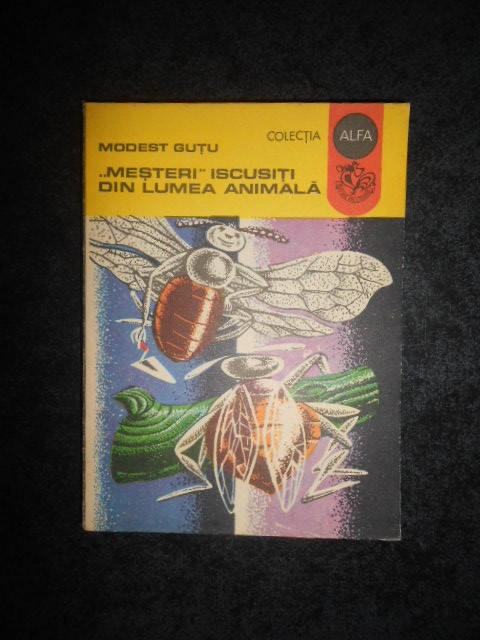 MODEST GUȚU
COLECȚIA
ALFA
„MEȘTERI” ISCUSIȚI
DIN LUMEA ANIMALĂ